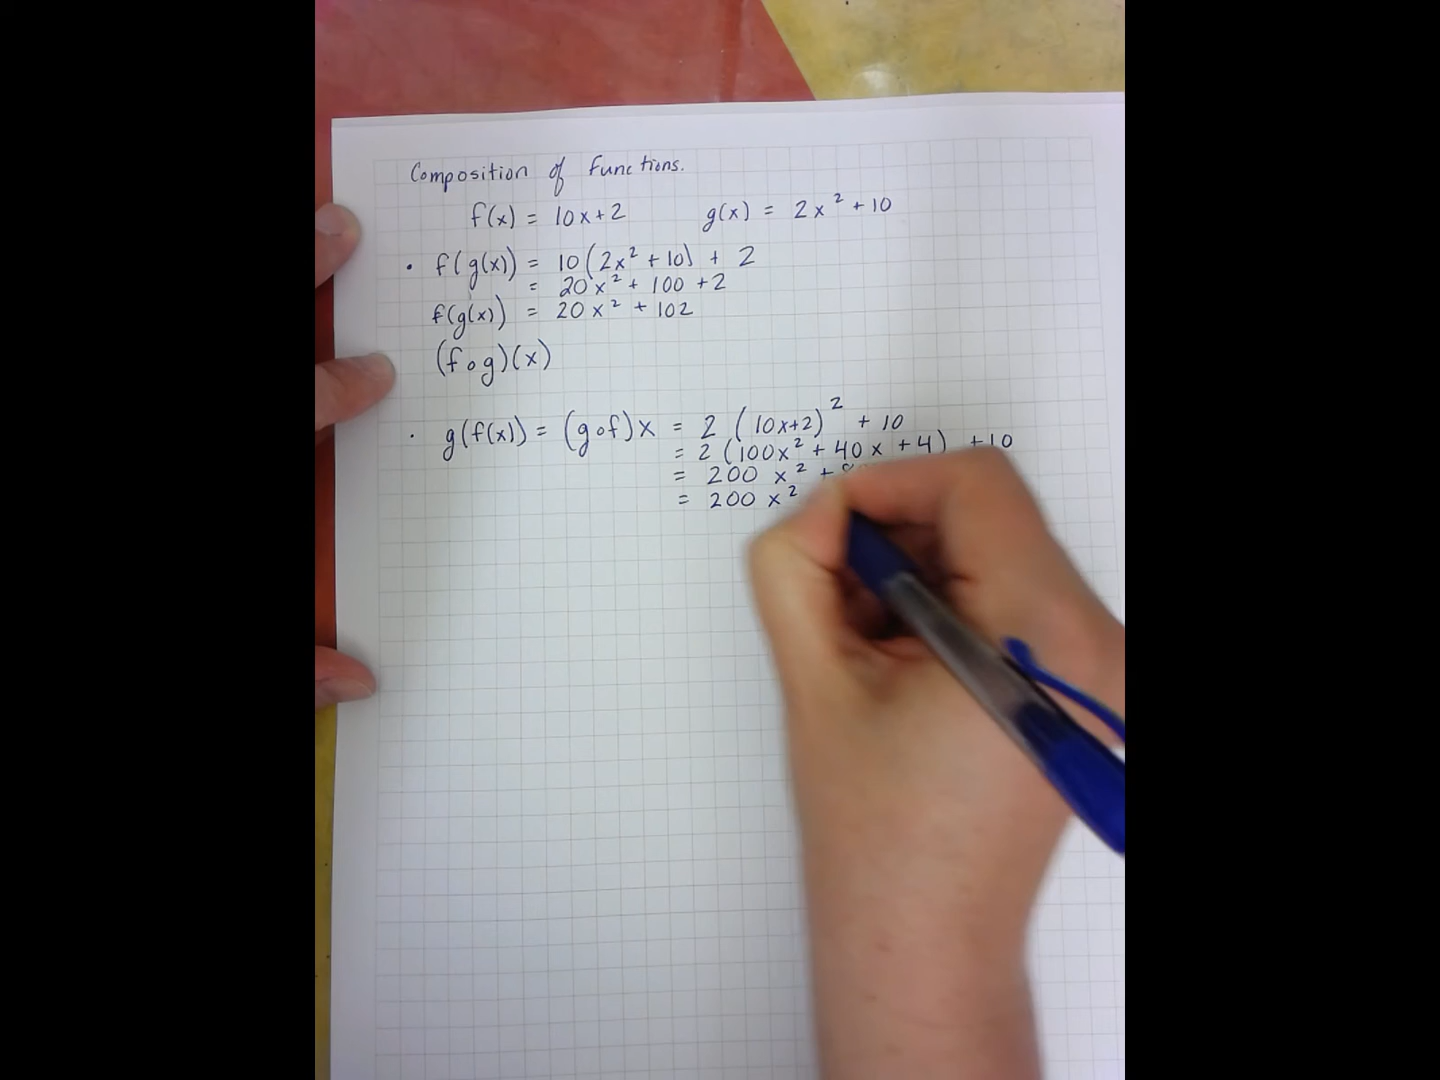 Composition of functions.
f(x) = 10x+2 g(x) = 2x² + 10
• f(g(x)) = 10(2x² + 10) + 2
= 20x² + 100 + 2
f(g(x)) = 20x² + 102
(f∘g)(x)
• g(f(x)) = (g∘f)x = 2 (10x+2)² + 10
= 2 (100x² + 40x + 4) + 10
= 200 x² +
= 200 x²